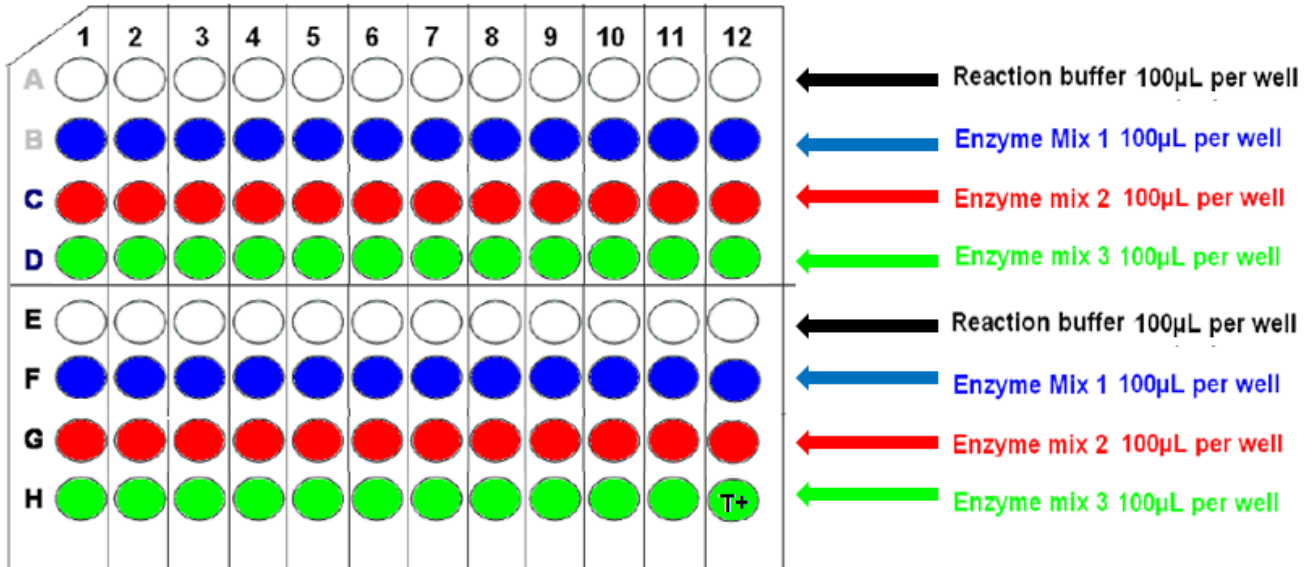 1 2 3 4 5 6 7 8 9 10 11 12
A Reaction buffer 100µL per well
B Enzyme Mix 1 100µL per well
C Enzyme mix 2 100µL per well
D Enzyme mix 3 100µL per well
E Reaction buffer 100µL per well
F Enzyme Mix 1 100µL per well
G Enzyme mix 2 100µL per well
H T+ Enzyme mix 3 100µL per well